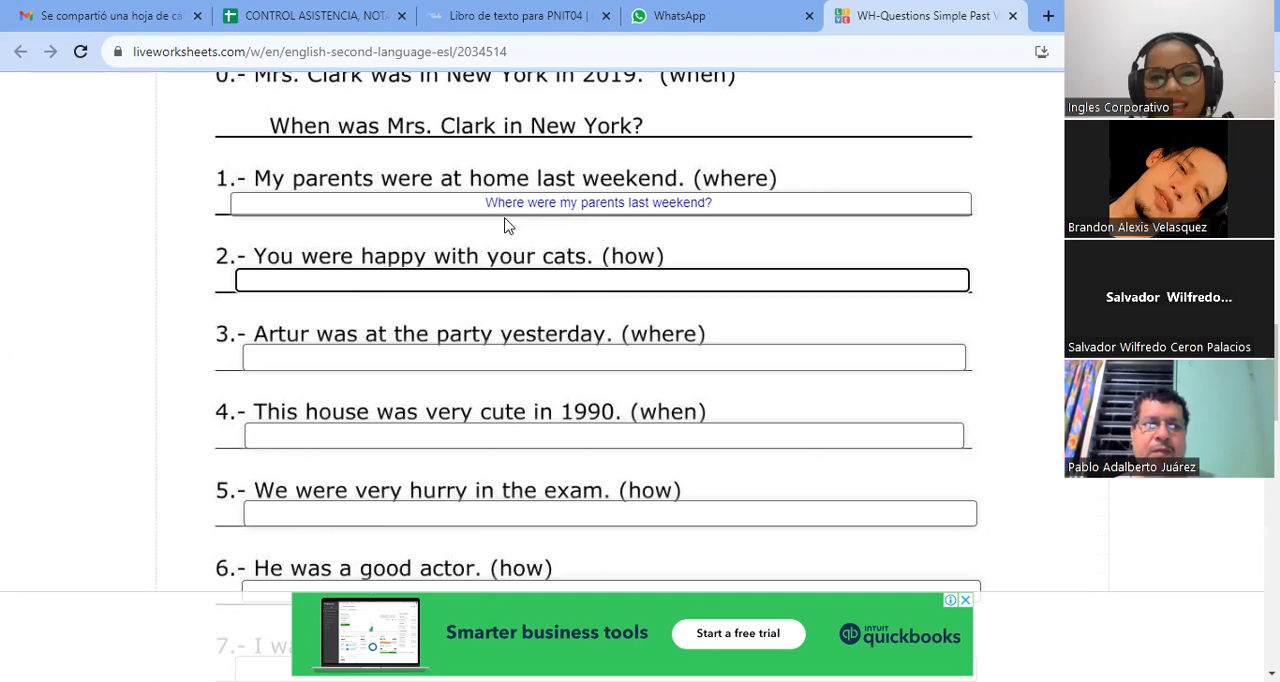 Se compartió una hoja de cá
CONTROL ASISTENCIA, NOTA
Libro de texto para PNIT04 |
WhatsApp
WH-Questions Simple Past V
liveworksheets.com/w/en/english-second-language-esl/2034514
0.- Mrs. Clark was in New York in 2019. (when)
When was Mrs. Clark in New York?
1.- My parents were at home last weekend. (where)
Where were my parents last weekend?
2.- You were happy with your cats. (how)
3.- Artur was at the party yesterday. (where)
4.- This house was very cute in 1990. (when)
5.- We were very hurry in the exam. (how)
6.- He was a good actor. (how)
7.- I wa
Smarter business tools
Start a free trial
INTUIT
quickbooks
Ingles Corporativo
Brandon Alexis Velasquez
Salvador Wilfredo...
Salvador Wilfredo Ceron Palacios
Pablo Adalberto Juárez